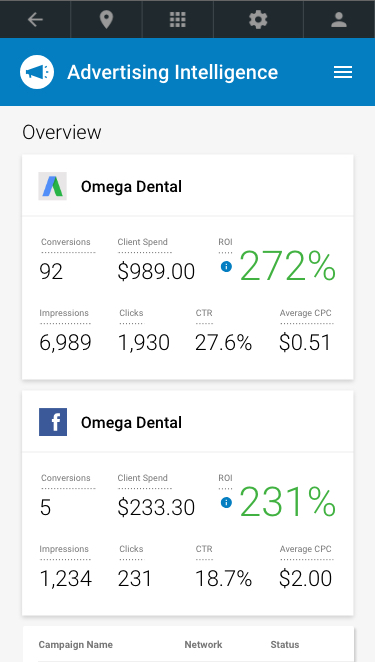 Advertising Intelligence
Overview
Omega Dental
Conversions Client Spend ROI
92 $989.00 272%
Impressions Clicks CTR Average CPC
6,989 1,930 27.6% $0.51
f Omega Dental
Conversions Client Spend ROI
5 $233.30 231%
Impressions Clicks CTR Average CPC
1,234 231 18.7% $2.00
Campaign Name Network Status